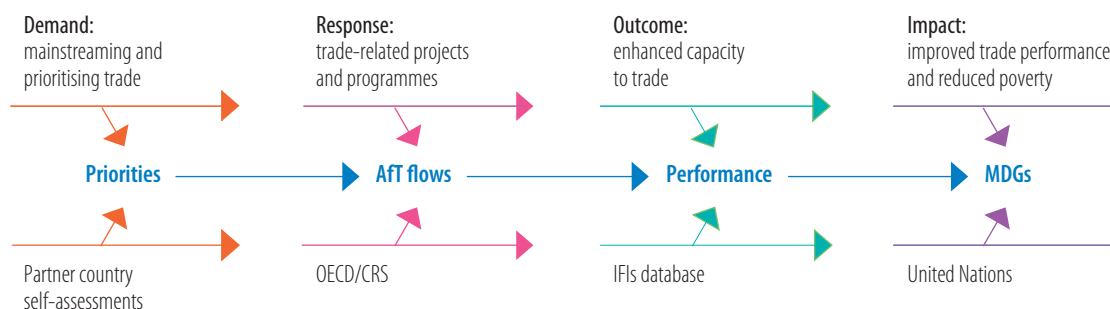 Demand:
mainstreaming and
prioritising trade
Response:
trade-related projects
and programmes
Outcome:
enhanced capacity
to trade
Impact:
improved trade performance
and reduced poverty
Priorities
AfT flows
Performance
MDGs
Partner country
self-assessments
OECD/CRS
IFIs database
United Nations